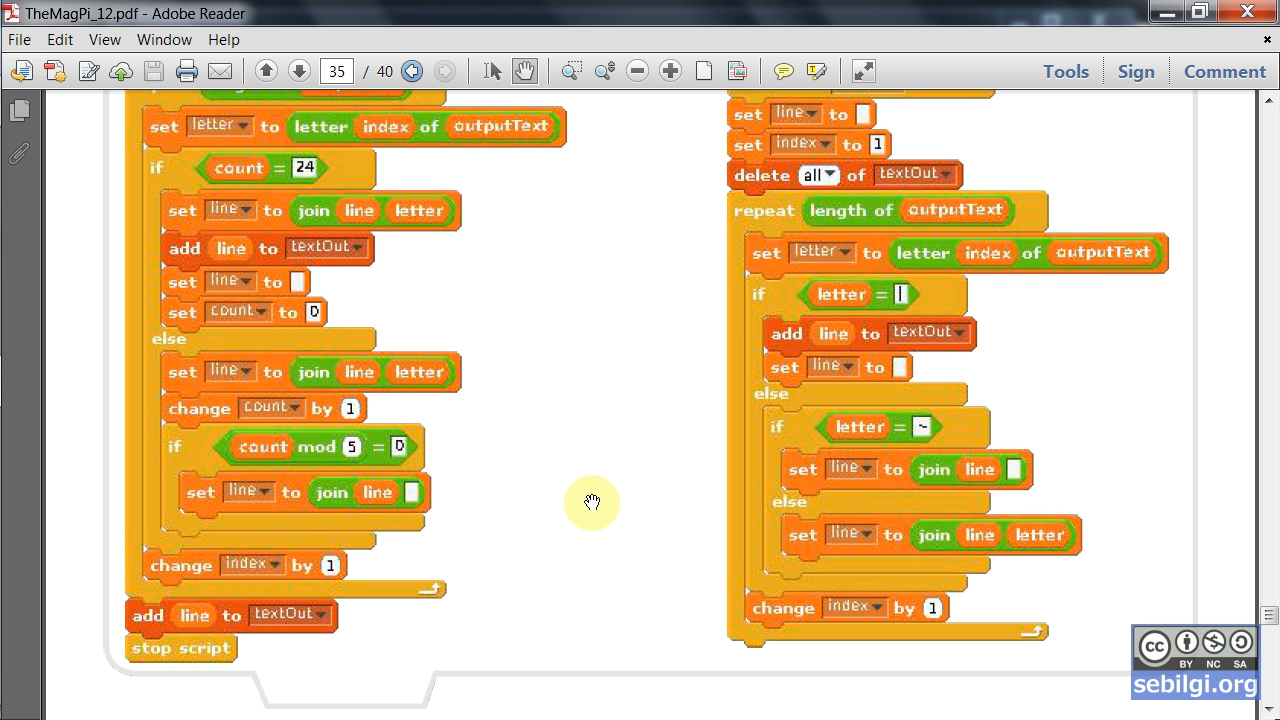 TheMagPi_12.pdf - Adobe Reader
File Edit View Window Help
35 / 40
Tools Sign Comment
set letter to letter index of outputText
if count = 24
set line to join line letter
add line to textOut
set line to
set count to 0
else
set line to join line letter
change count by 1
if count mod 5 = 0
set line to join line
change index by 1
add line to textOut
stop script
set line to
set index to 1
delete all of textOut
repeat length of outputText
set letter to letter index of outputText
if letter = |
add line to textOut
set line to
else
if letter = ~
set line to join line
else
set line to join line letter
change index by 1
cc BY NC SA
sebilgi.org